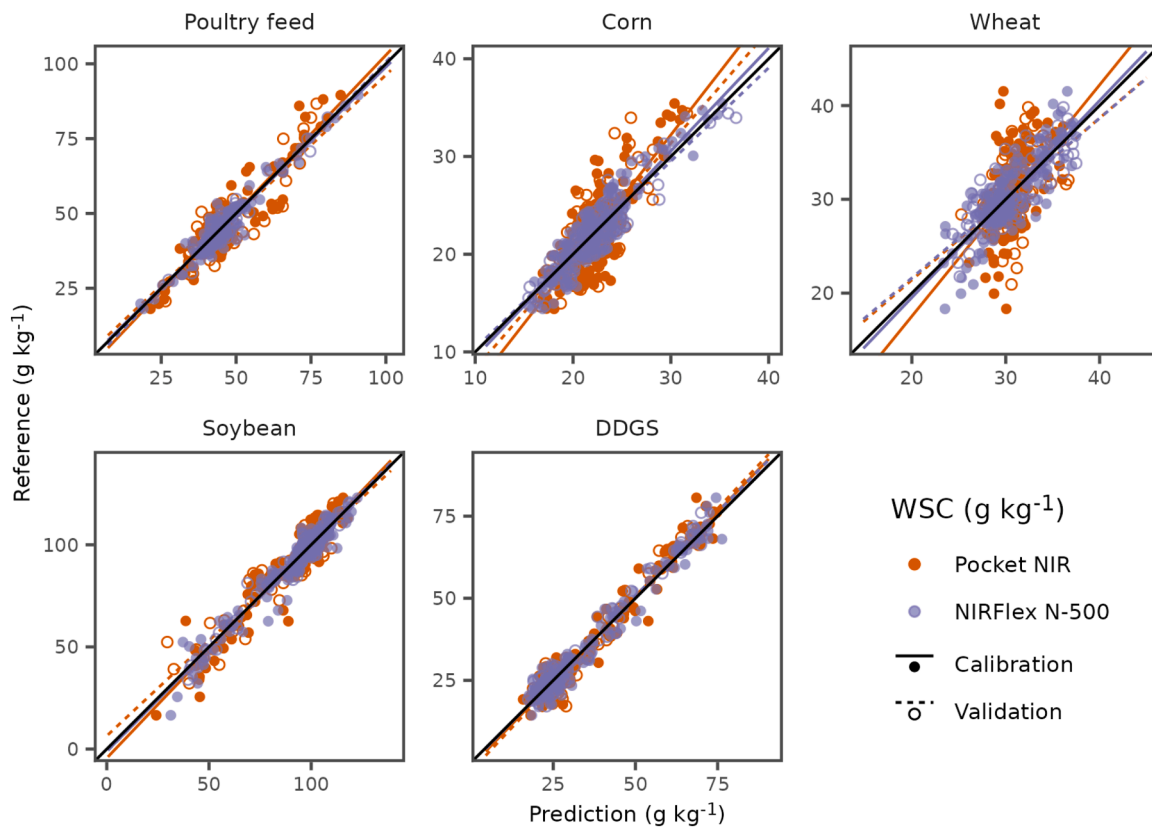 Poultry feed
Corn
Wheat
100
75
50
25
25
50
75
100
40
30
20
10
10
20
30
40
40
30
20
20
40
Reference (g kg⁻¹)
Soybean
DDGS
100
50
0
0
50
100
75
50
25
25
50
75
Prediction (g kg⁻¹)
WSC (g kg⁻¹)
Pocket NIR
NIRFlex N-500
Calibration
Validation